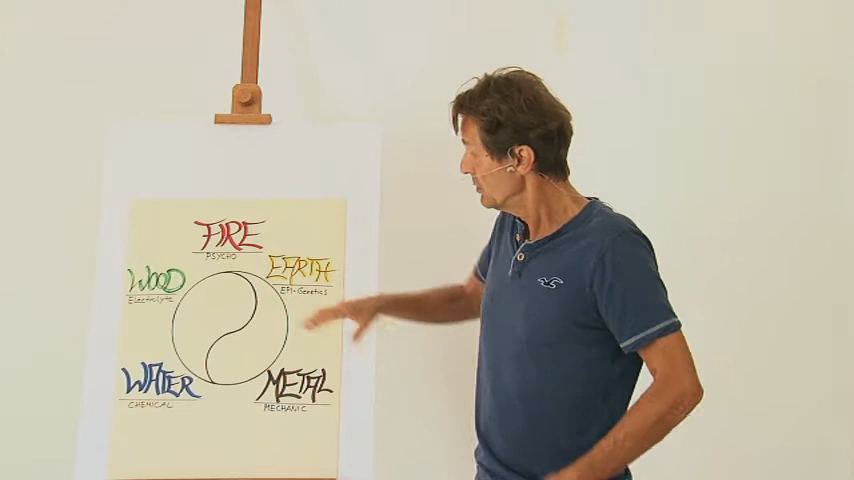 FIRE
PSYCHO
EARTH
EPI-Genetics
WOOD
Electrolyte
WATER
CHEMICAL
METAL
MECHANIC